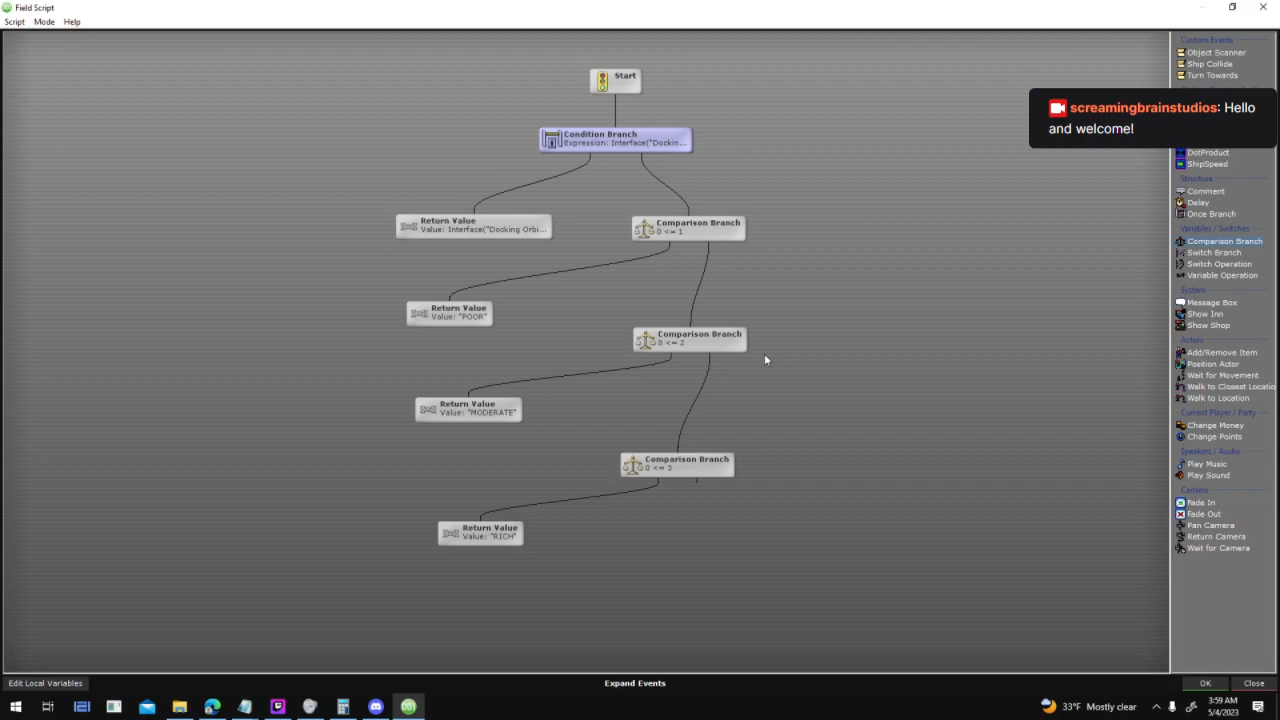 Field Script
Script Mode Help
Start
Condition Branch
Expression: Interface("Dockin...
Return Value
Value: Interface("Docking Orbi...
Comparison Branch
0 <= 1
Return Value
Value: "POOR"
Comparison Branch
0 <= 2
Return Value
Value: "MODERATE"
Comparison Branch
0 <= 3
Return Value
Value: "RICH"
Custom Events
Object Scanner
Ship Collide
Turn Towards
screamingbrainstudios: Hello
and welcome!
DotProduct
ShipSpeed
Structure
Comment
Delay
Once Branch
Variables / Switches
Comparison Branch
Switch Branch
Switch Operation
Variable Operation
System
Message Box
Show Inn
Show Shop
Actors
Add/Remove Item
Position Actor
Wait for Movement
Walk to Closest Locatio
Walk to Location
Current Player / Party
Change Money
Change Points
Speakers / Audio
Play Music
Play Sound
Camera
Fade In
Fade Out
Pan Camera
Return Camera
Wait for Camera
Edit Local Variables
Expand Events
OK
Close
33°F Mostly clear
3:59 AM
5/4/2023